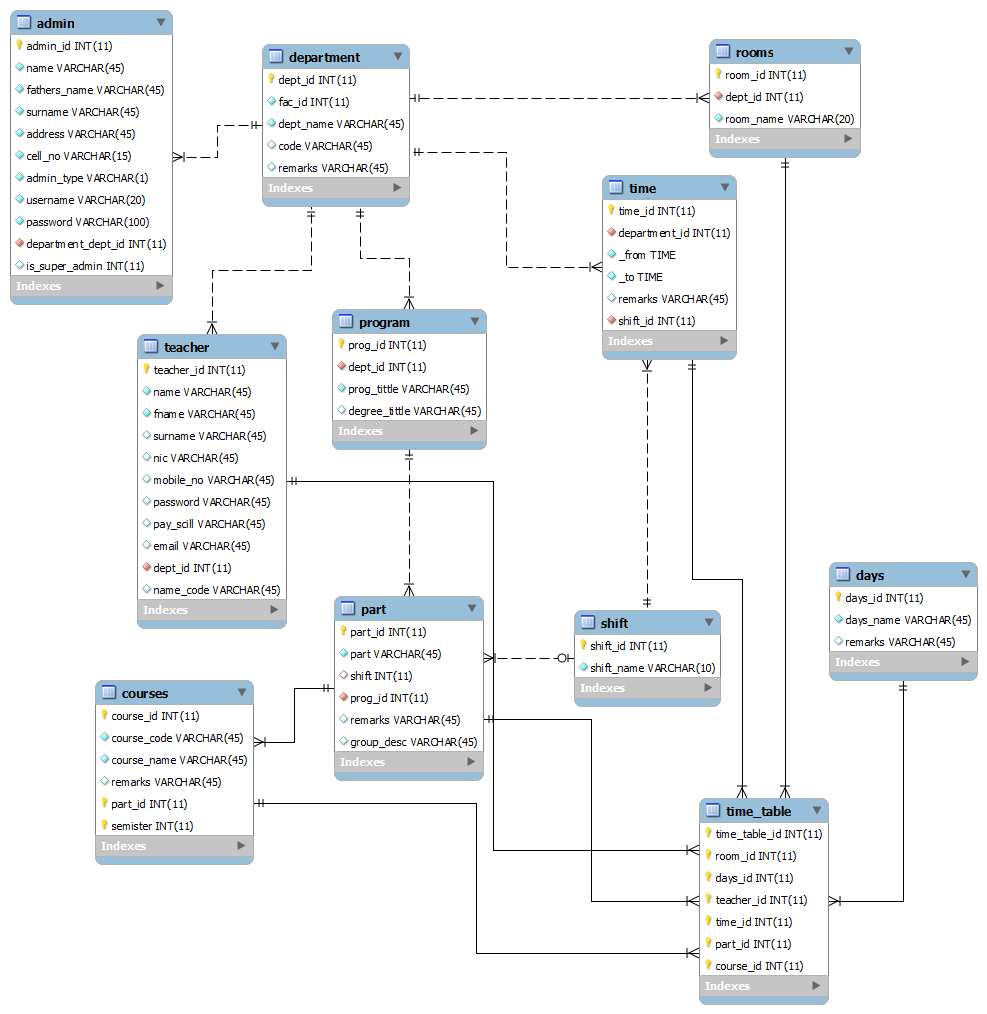 admin
admin_id INT(11)
name VARCHAR(45)
fathers_name VARCHAR(45)
surname VARCHAR(45)
address VARCHAR(45)
cell_no VARCHAR(15)
admin_type VARCHAR(1)
username VARCHAR(20)
password VARCHAR(100)
department_dept_id INT(11)
is_super_admin INT(11)
Indexes
department
dept_id INT(11)
fac_id INT(11)
dept_name VARCHAR(45)
code VARCHAR(45)
remarks VARCHAR(45)
Indexes
rooms
room_id INT(11)
dept_id INT(11)
room_name VARCHAR(20)
Indexes
time
time_id INT(11)
department_id INT(11)
_from TIME
_to TIME
remarks VARCHAR(45)
shift_id INT(11)
Indexes
teacher
teacher_id INT(11)
name VARCHAR(45)
fname VARCHAR(45)
surname VARCHAR(45)
nic VARCHAR(45)
mobile_no VARCHAR(45)
password VARCHAR(45)
pay_scill VARCHAR(45)
email VARCHAR(45)
dept_id INT(11)
name_code VARCHAR(45)
Indexes
program
prog_id INT(11)
dept_id INT(11)
prog_tittle VARCHAR(45)
degree_tittle VARCHAR(45)
Indexes
part
part_id INT(11)
part VARCHAR(45)
shift INT(11)
prog_id INT(11)
remarks VARCHAR(45)
group_desc VARCHAR(45)
Indexes
shift
shift_id INT(11)
shift_name VARCHAR(10)
Indexes
days
days_id INT(11)
days_name VARCHAR(45)
remarks VARCHAR(45)
Indexes
courses
course_id INT(11)
course_code VARCHAR(45)
course_name VARCHAR(45)
remarks VARCHAR(45)
part_id INT(11)
semister INT(11)
Indexes
time_table
time_table_id INT(11)
room_id INT(11)
days_id INT(11)
teacher_id INT(11)
time_id INT(11)
part_id INT(11)
course_id INT(11)
Indexes